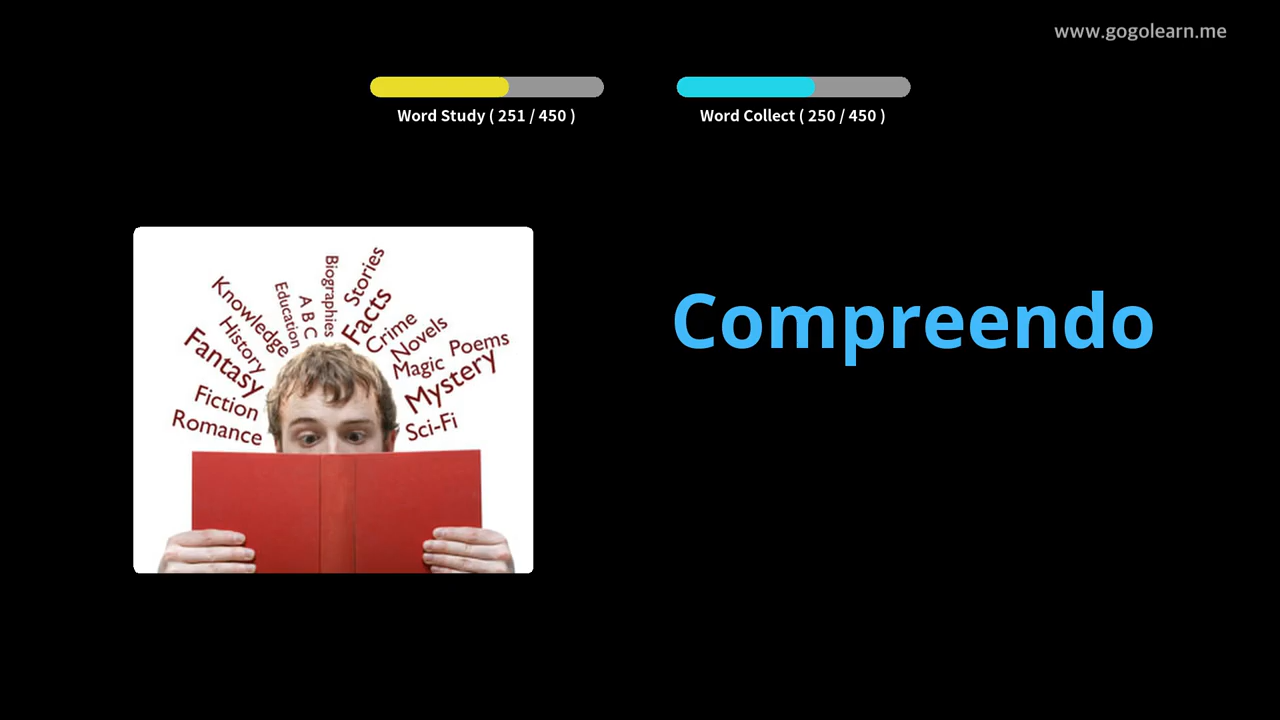 www.gogolearn.me
Word Study ( 251 / 450 )
Word Collect ( 250 / 450 )
Compreendo
Biographies
Stories
Education
A B C
Facts
Knowledge
Crime
History
Novels
Fantasy
Magic
Poems
Mystery
Fiction
Romance
Sci-Fi